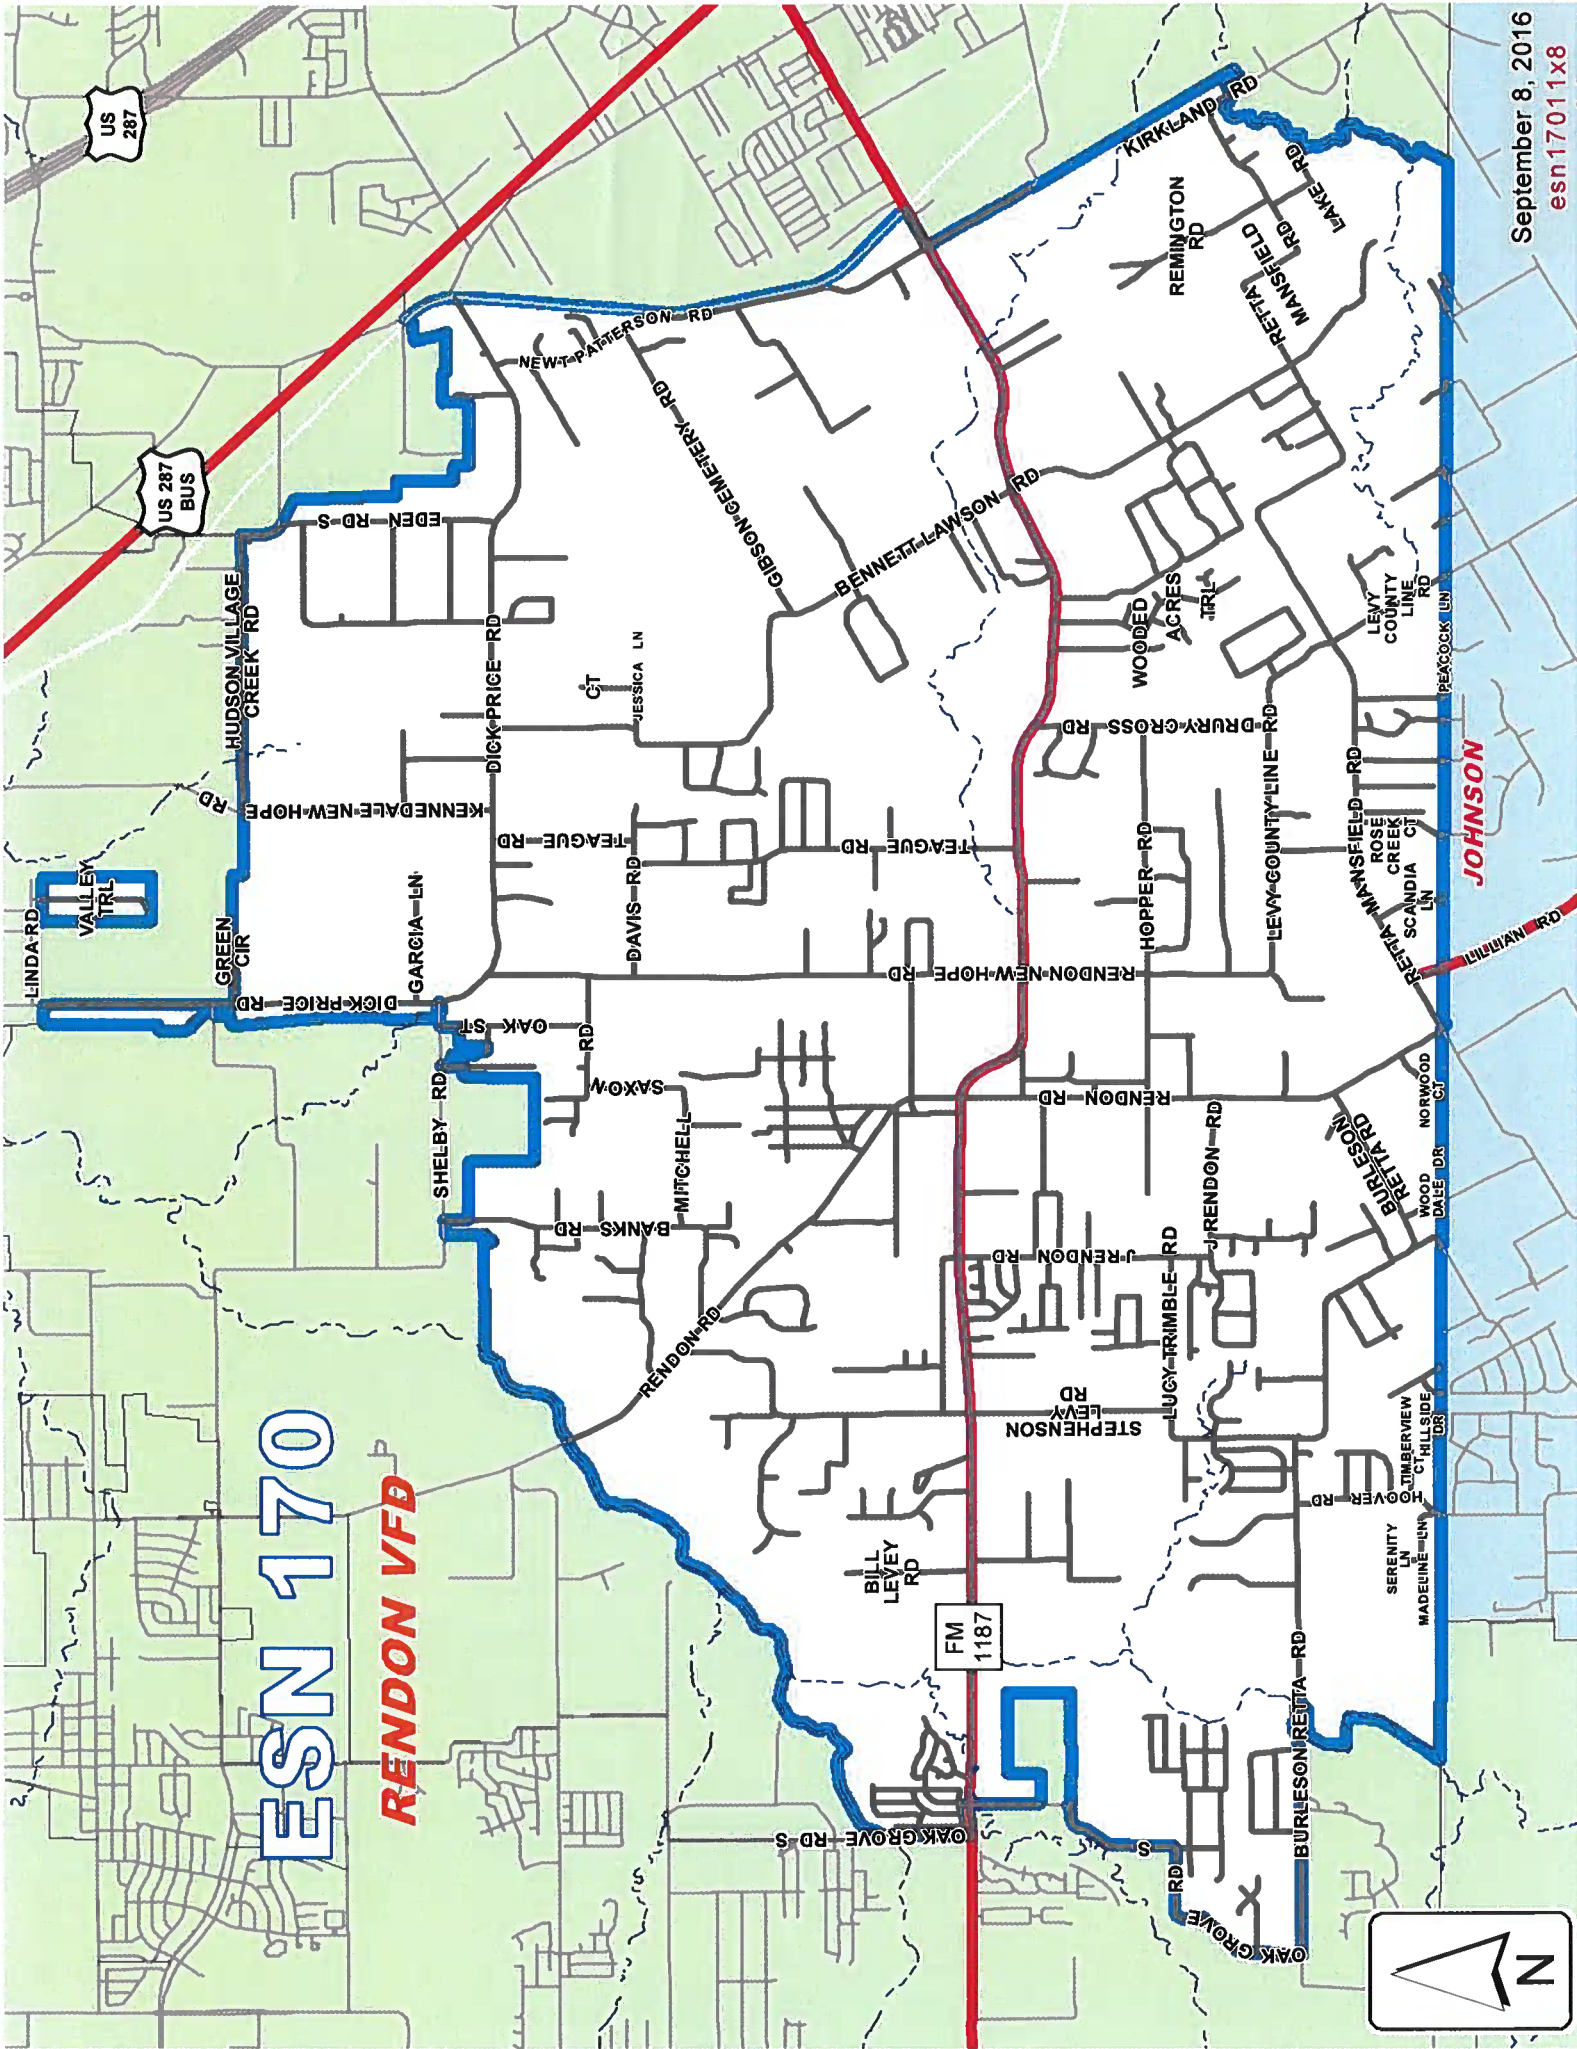 ESN 170
RENDON VFD
US
287
US 287
BUS
LINDA RD
VALLEY
TRL
HUDSON VILLAGE
CREEK RD
GREEN
CIR
GARCIA LN
DICK PRICE RD
KENNEDALE NEW HOPE
RD
EDEN RD S
DICK PRICE RD
SHELBY RD
OAK ST
RD
SAXON
MITCHELL
BANKS RD
RENDON RD
TEAGUE RD
DAVIS RD
TEAGUE RD
CT
JESSICA LN
NEWT PATTERSON RD
GIBSON CEMETERY RD
BENNETT LAWSON RD
RENDON NEW HOPE RD
BILL
LEVEY
RD
FM
1187
OAK GROVE RD S
OAK GROVE
RD
S
STEPHENSON
LEVY
RD
J RENDON RD
LUCY TRIMBLE RD
J RENDON RD
RENDON RD
HOPPER RD
DRURY CROSS RD
LEVY COUNTY LINE RD
WOODED
ACRES
TRL
REMINGTON
RD
KIRKLAND RD
RETTA
MANSFIELD
RD
LAKE RD
MANSFIELD
LEVY
COUNTY
LINE
RD
PEACOCK LN
RETTA MANSFIELD RD
ROSE
CREEK
CT
SCANDIA
LN
LILLIAN RD
NORWOOD
CT
BURLESON
RETTA RD
WOOD
DALE DR
TIMBERVIEW
CT
HILLSIDE
DR
HOOVER RD
SERENITY
LN
MADELINE LN
BURLESON RETTA RD
JOHNSON
N
September 8, 2016
esn17011x8